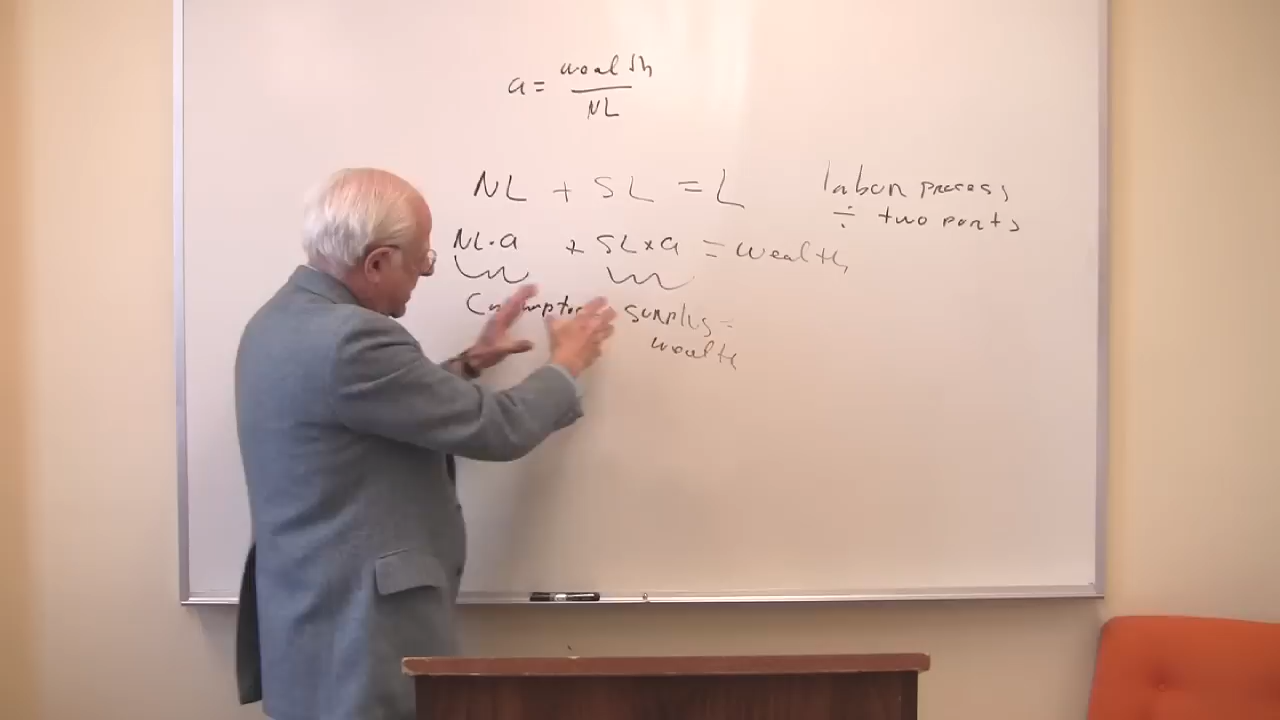 a = wealth
NL
NL + SL = L
labor process
÷ two parts
NL·a + SL×a = wealth
surplus =
wealth